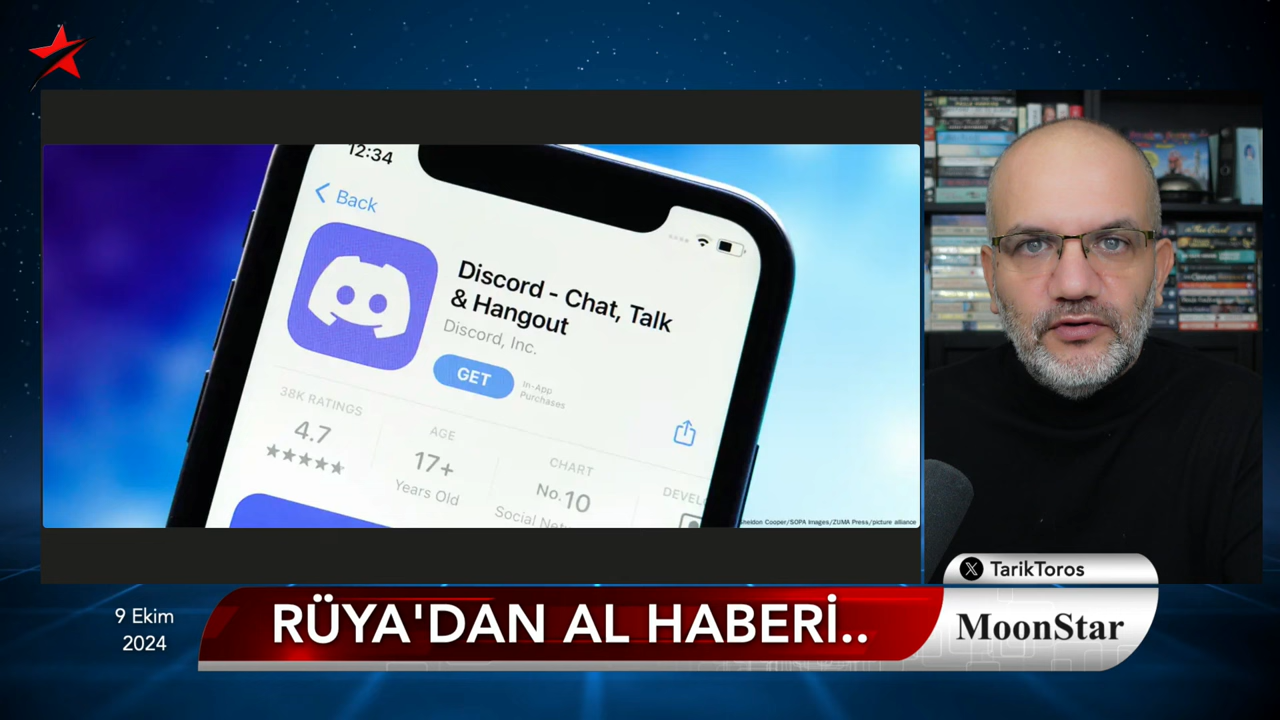 12:34
Back
Discord - Chat, Talk
& Hangout
Discord, Inc.
GET
In-App
Purchases
38K RATINGS
4.7
AGE
17+
Years Old
CHART
No.10
Social Net
DEVEL
Sheldon Cooper/SOPA Images/ZUMA Press/picture alliance
TarikToros
9 Ekim
2024
RÜYA'DAN AL HABERİ..
MoonStar